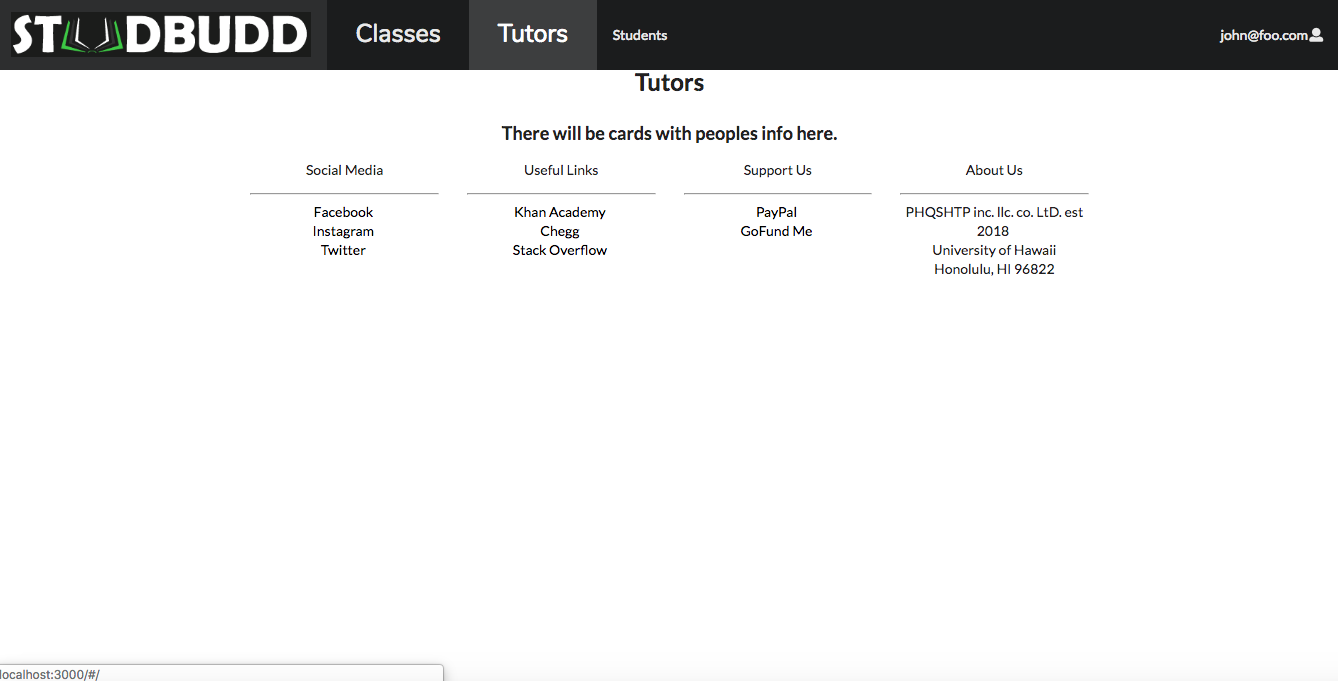 STUDBUDD Classes Tutors Students john@foo.com
Tutors
There will be cards with peoples info here.
Social Media
Facebook
Instagram
Twitter
Useful Links
Khan Academy
Chegg
Stack Overflow
Support Us
PayPal
GoFund Me
About Us
PHQSHTP inc. llc. co. LtD. est
2018
University of Hawaii
Honolulu, HI 96822
localhost:3000/#/